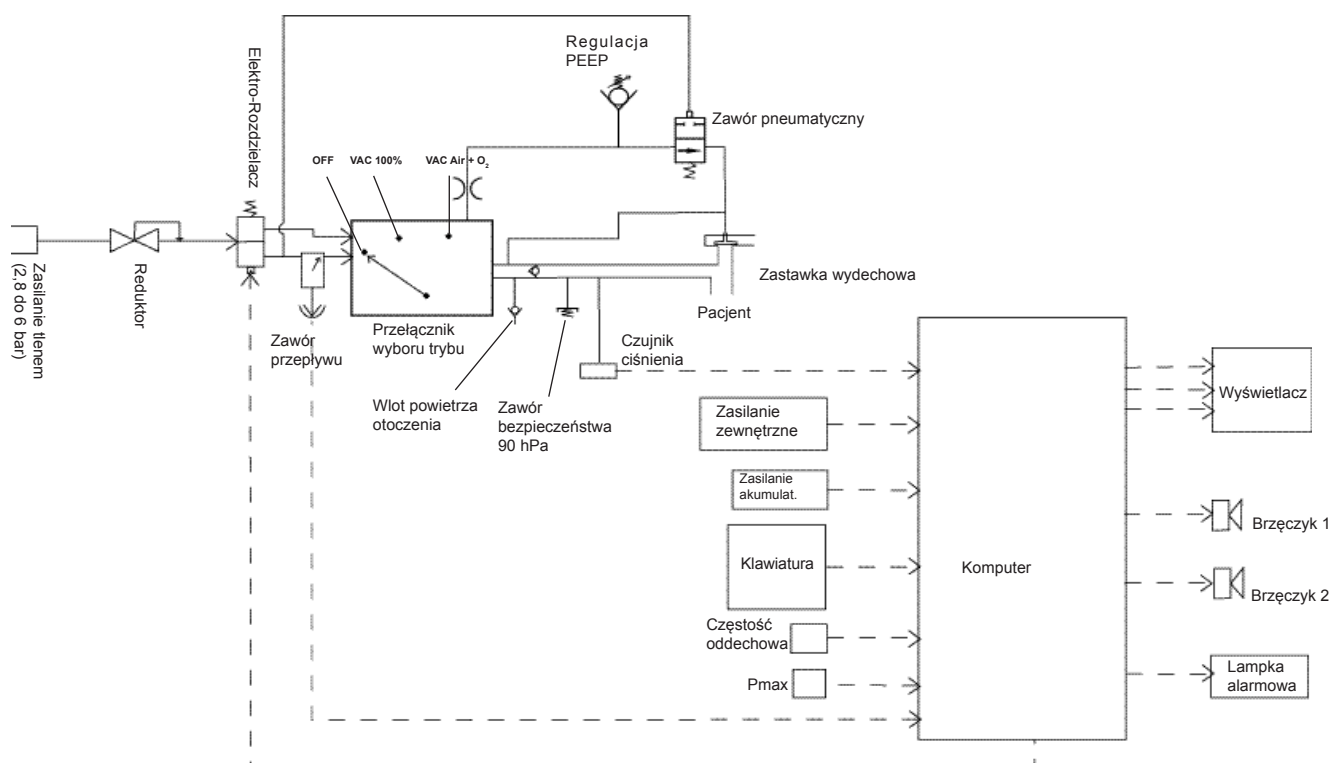 Regulacja
PEEP
Elektro-Rozdzielacz
Zawór pneumatyczny
OFF
VAC 100%
VAC Air + O₂
Zasilanie tlenem
(2,8 do 6 bar)
Reduktor
Zastawka wydechowa
Pacjent
Zawór
przepływu
Przełącznik
wyboru trybu
Czujnik
ciśnienia
Wlot powietrza
otoczenia
Zawór
bezpieczeństwa
90 hPa
Zasilanie
zewnętrzne
Zasilanie
akumulat.
Klawiatura
Częstość
oddechowa
Pmax
Komputer
Wyświetlacz
Brzęczyk 1
Brzęczyk 2
Lampka
alarmowa